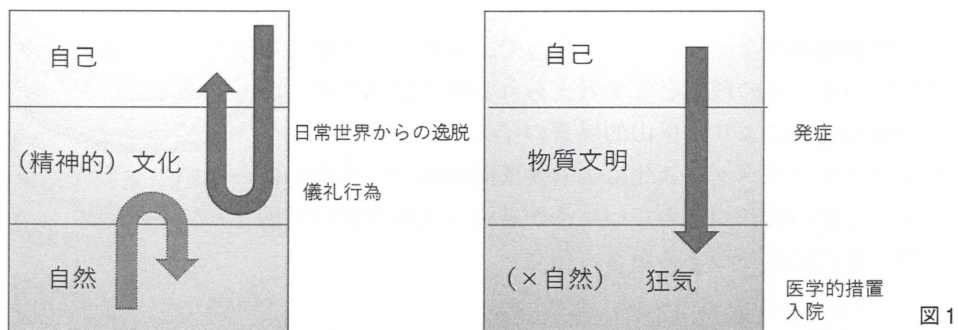 自己
(精神的) 文化
自然
日常世界からの逸脱
儀礼行為
自己
物質文明
(×自然) 狂気
発症
医学的措置
入院
図1